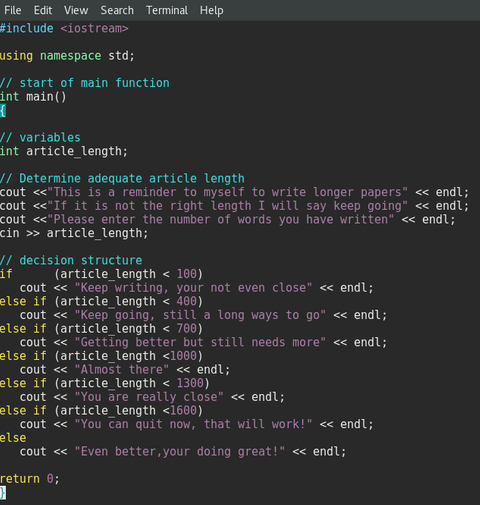 File Edit View Search Terminal Help
#include <iostream>
using namespace std;
// start of main function
int main()
{
// variables
int article_length;
// Determine adequate article length
cout <<"This is a reminder to myself to write longer papers" << endl;
cout <<"If it is not the right length I will say keep going" << endl;
cout <<"Please enter the number of words you have written" << endl;
cin >> article_length;
// decision structure
if      (article_length < 100)
   cout << "Keep writing, your not even close" << endl;
else if (article_length < 400)
   cout << "Keep going, still a long ways to go" << endl;
else if (article_length < 700)
   cout << "Getting better but still needs more" << endl;
else if (article_length <1000)
   cout << "Almost there" << endl;
else if (article_length < 1300)
   cout << "You are really close" << endl;
else if (article_length <1600)
   cout << "You can quit now, that will work!" << endl;
else
   cout << "Even better,your doing great!" << endl;
return 0;
}